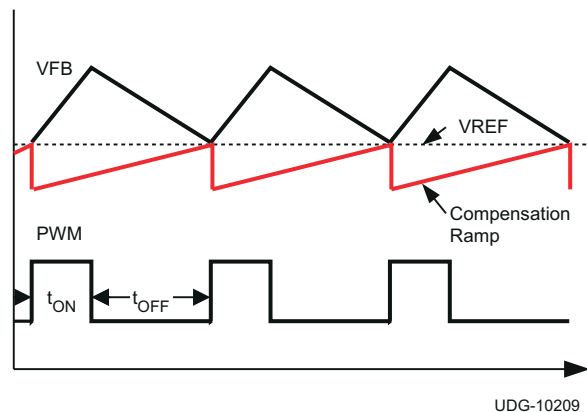 VFB
VREF
Compensation
Ramp
PWM
tON
tOFF
UDG-10209